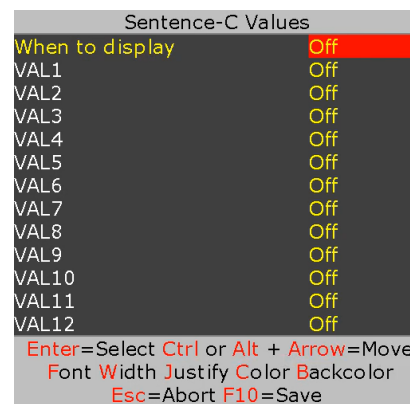 Sentence-C Values
When to display Off
VAL1 Off
VAL2 Off
VAL3 Off
VAL4 Off
VAL5 Off
VAL6 Off
VAL7 Off
VAL8 Off
VAL9 Off
VAL10 Off
VAL11 Off
VAL12 Off
Enter=Select Ctrl or Alt + Arrow=Move
Font Width Justify Color Backcolor
Esc=Abort F10=Save